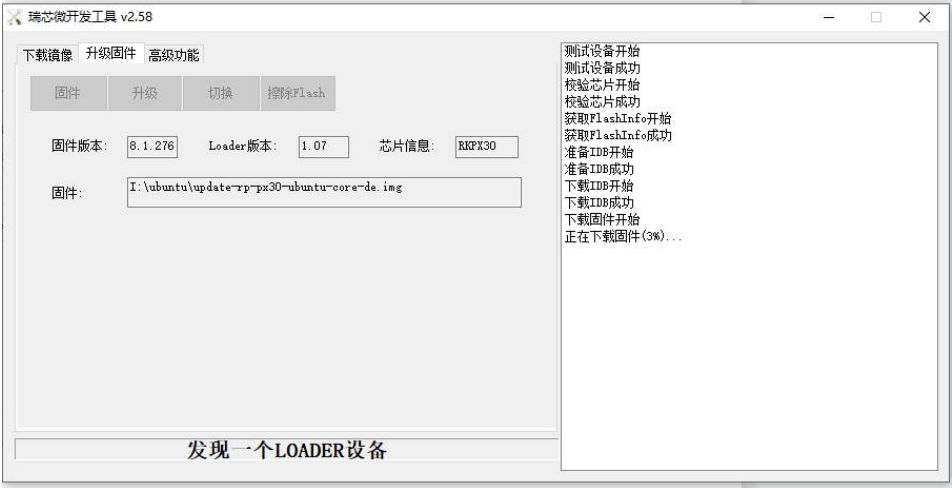 瑞芯微开发工具 v2.58
下载镜像 升级固件 高级功能
固件 升级 切换 擦除Flash
固件版本: 8.1.276 Loader版本: 1.07 芯片信息: RKPX30
固件: I:\ubuntu\update-rp-px30-ubuntu-core-de.img
发现一个LOADER设备
测试设备开始
测试设备成功
校验芯片开始
校验芯片成功
获取FlashInfo开始
获取FlashInfo成功
准备IDB开始
准备IDB成功
下载IDB开始
下载IDB成功
下载固件开始
正在下载固件(3%)...